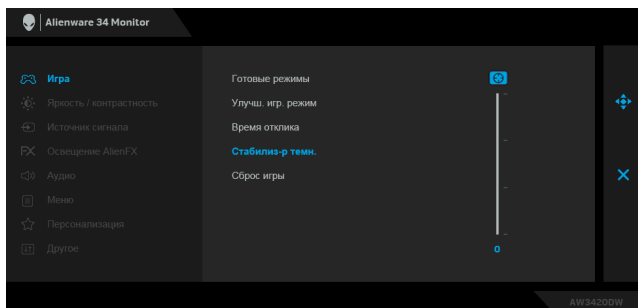 Alienware 34 Monitor
Игра
Яркость / контрастность
Источник сигнала
Освещение AlienFX
Аудио
Меню
Персонализация
Другое
Готовые режимы
Улучш. игр. режим
Время отклика
Стабилиз-р темн.
Сброс игры
0
AW3420DW